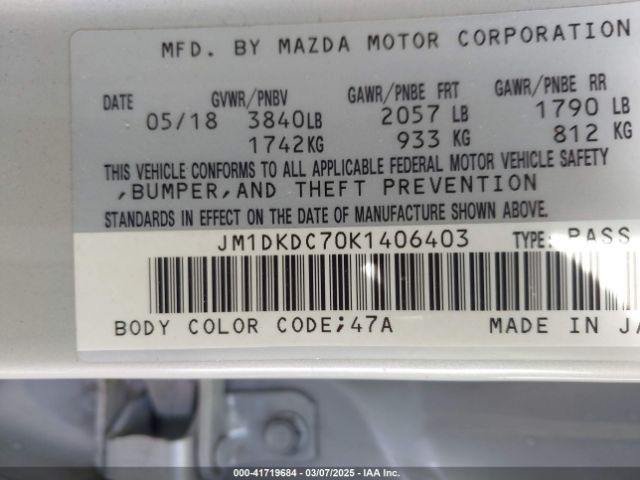 MFD. BY MAZDA MOTOR CORPORATION
DATE GVWR/PNBV GAWR/PNBE FRT GAWR/PNBE RR
05/18 3840LB 2057 LB 1790 LB
1742KG 933 KG 812 KG
THIS VEHICLE CONFORMS TO ALL APPLICABLE FEDERAL MOTOR VEHICLE SAFETY
,BUMPER,AND THEFT PREVENTION
STANDARDS IN EFFECT ON THE DATE OF MANUFACTURE SHOWN ABOVE.
JM1DKDC70K1406403 TYPE: PASS
BODY COLOR CODE;47A MADE IN JA
000-41719684 — 03/07/2025 — IAA Inc.